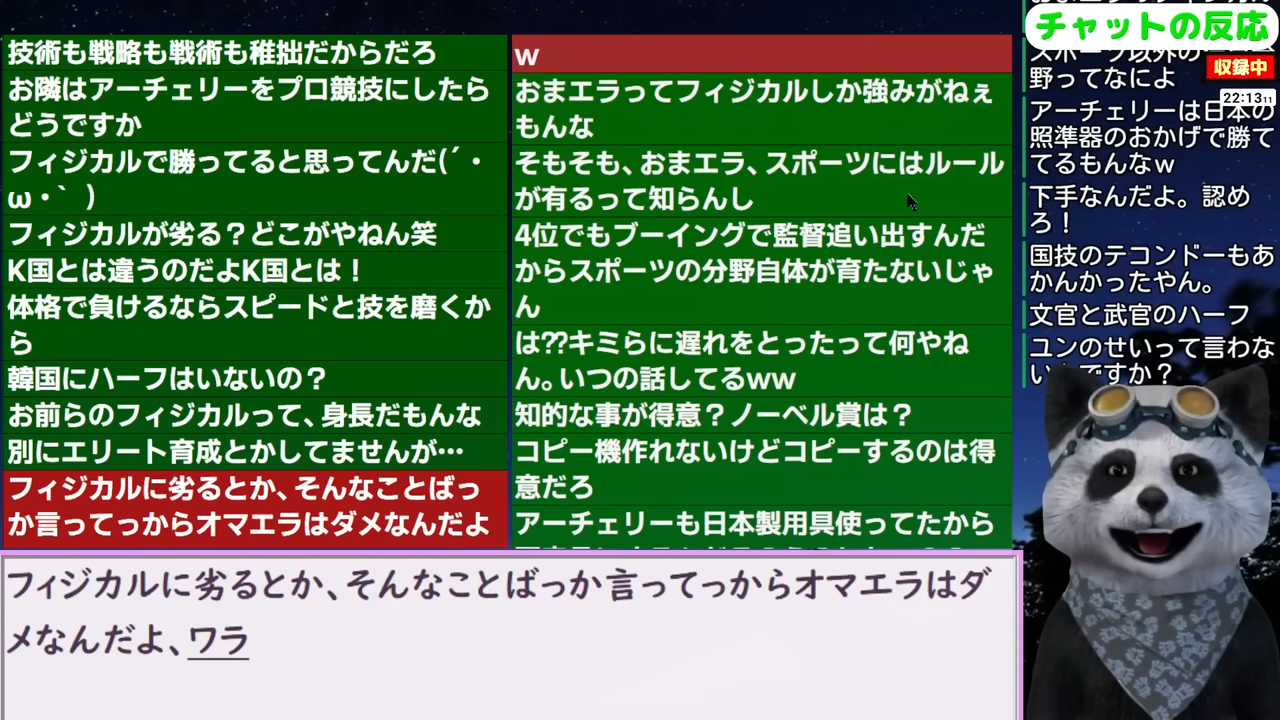 技術も戦略も戦術も稚拙だからだろ
お隣はアーチェリーをプロ競技にしたら
どうですか
フィジカルで勝ってると思ってんだ(´・
ω・｀)
フィジカルが劣る？どこがやねん笑
K国とは違うのだよK国とは！
体格で負けるならスピードと技を磨くか
ら
韓国にハーフはいないの？
お前らのフィジカルって、身長だもんな
別にエリート育成とかしてませんが…
フィジカルに劣るとか、そんなことばっ
か言ってっからオマエラはダメなんだよ
w
おまエラってフィジカルしか強みがねぇ
もんな
そもそも、おまエラ、スポーツにはルール
が有るって知らんし
4位でもブーイングで監督追い出すんだ
からスポーツの分野自体が育たないじゃ
ん
は⁇キミらに遅れをとったって何やね
ん。いつの話してるww
知的な事が得意？ノーベル賞は？
コピー機作れないけどコピーするのは得
意だろ
アーチェリーも日本製用具使ってたから
チャットの反応
収録中
22:13 11
野ってなによ
アーチェリーは日本の
照準器のおかげで勝て
てるもんなｗ
下手なんだよ。認め
ろ！
国技のテコンドーもあ
かんかったやん。
文官と武官のハーフ
ユンのせいって言わな
フィジカルに劣るとか、そんなことばっか言ってっからオマエラはダ
メなんだよ、ワラ